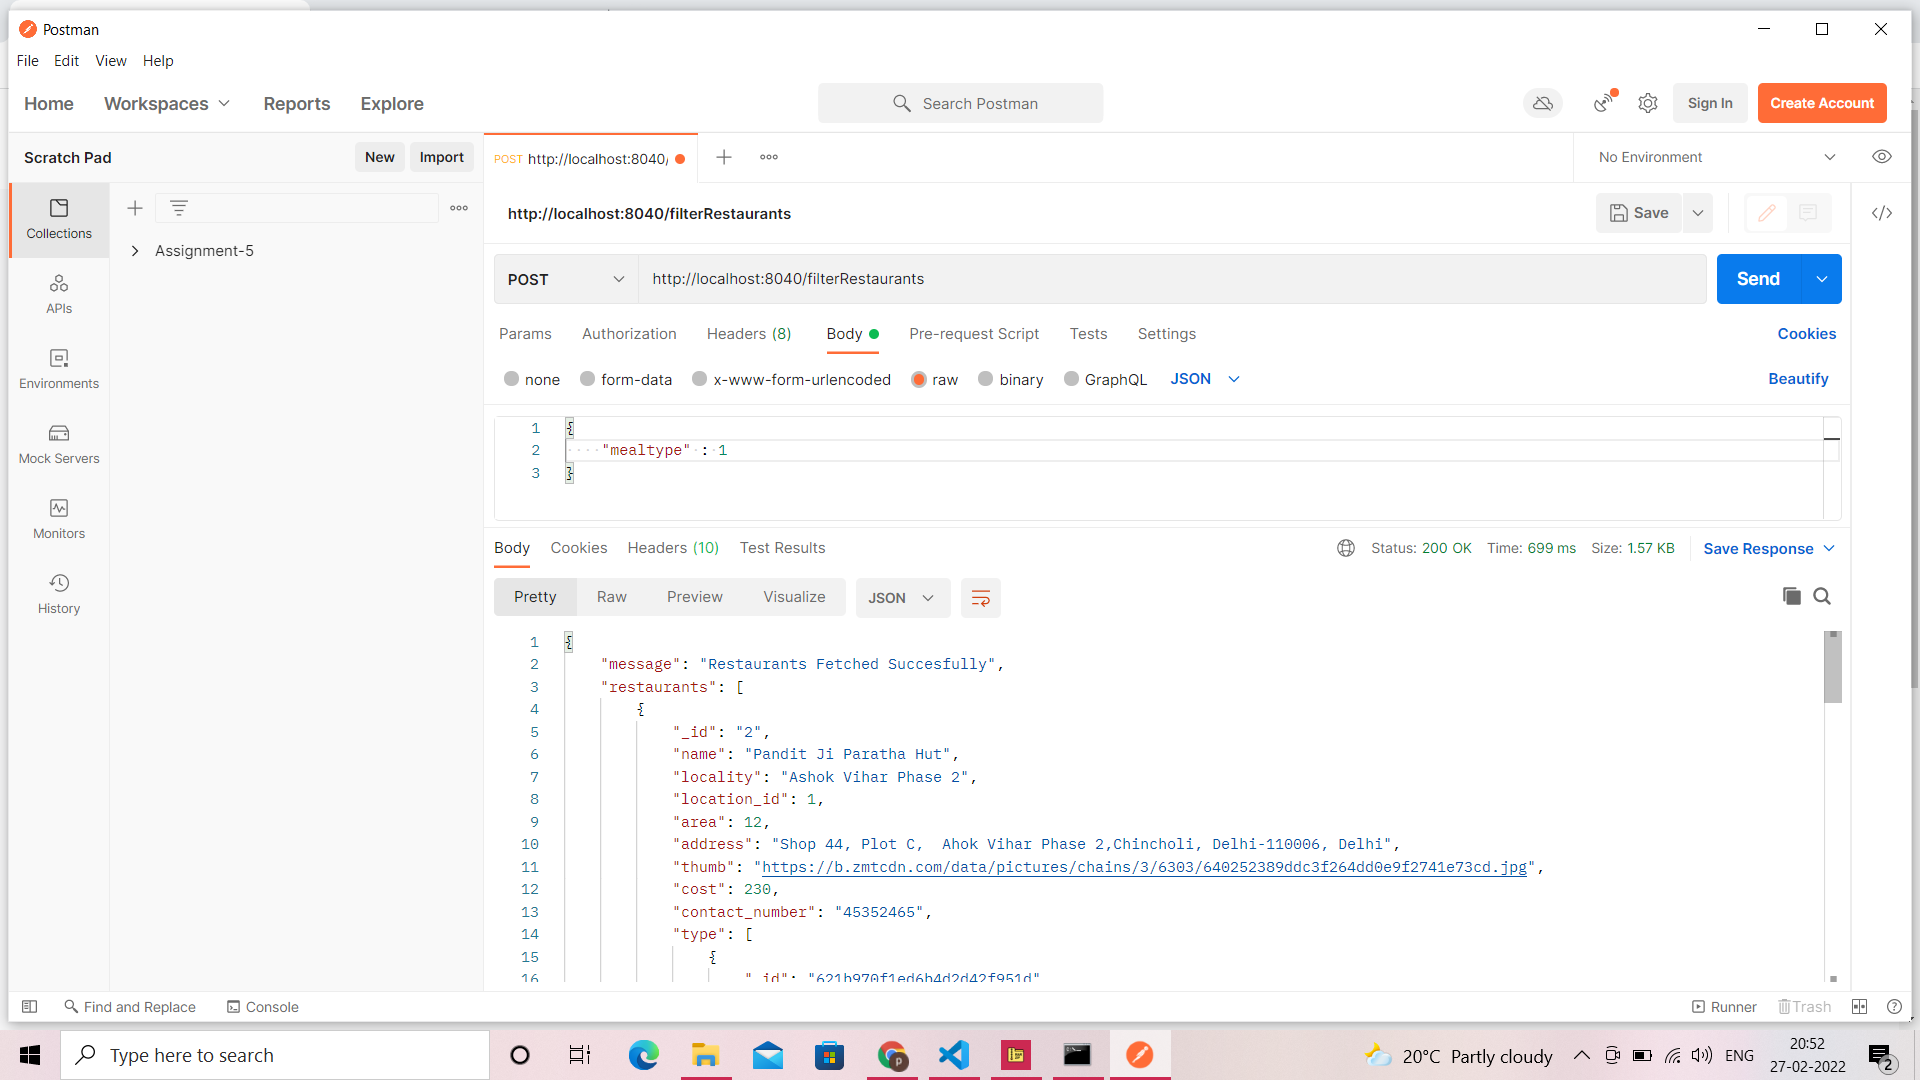 Postman
File Edit View Help
Home Workspaces Reports Explore
Search Postman
Sign In
Create Account
Scratch Pad
New
Import
POST http://localhost:8040/
No Environment
Collections
APIs
Environments
Mock Servers
Monitors
History
Assignment-5
http://localhost:8040/filterRestaurants
Save
POST
http://localhost:8040/filterRestaurants
Send
Params Authorization Headers (8) Body Pre-request Script Tests Settings
Cookies
none form-data x-www-form-urlencoded raw binary GraphQL JSON
Beautify
1 {
2 "mealtype" : 1
3 }
Body Cookies Headers (10) Test Results
Status: 200 OK Time: 699 ms Size: 1.57 KB
Save Response
Pretty Raw Preview Visualize JSON
1 {
2 "message": "Restaurants Fetched Succesfully",
3 "restaurants": [
4 {
5 "_id": "2",
6 "name": "Pandit Ji Paratha Hut",
7 "locality": "Ashok Vihar Phase 2",
8 "location_id": 1,
9 "area": 12,
10 "address": "Shop 44, Plot C,  Ahok Vihar Phase 2,Chincholi, Delhi-110006, Delhi",
11 "thumb": "https://b.zmtcdn.com/data/pictures/chains/3/6303/640252389ddc3f264dd0e9f2741e73cd.jpg",
12 "cost": 230,
13 "contact_number": "45352465",
14 "type": [
15 {
16 "_id": "621b970f1ed6b4d2d42f951d"
Find and Replace
Console
Runner
Trash
Type here to search
20°C Partly cloudy
ENG
20:52
27-02-2022
2